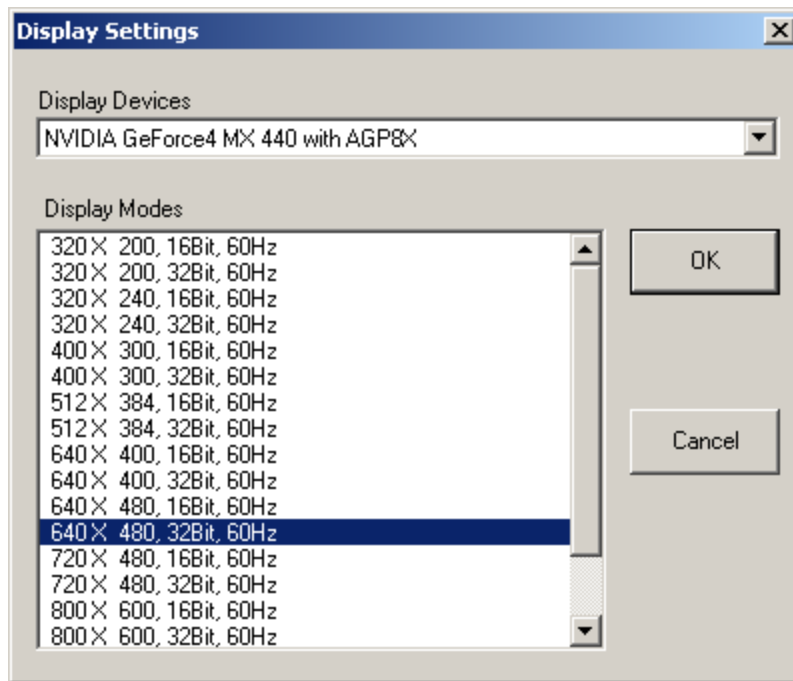 Display Settings
Display Devices
NVIDIA GeForce4 MX 440 with AGP8X
Display Modes
320 X 200, 16Bit, 60Hz
320 X 200, 32Bit, 60Hz
320 X 240, 16Bit, 60Hz
320 X 240, 32Bit, 60Hz
400 X 300, 16Bit, 60Hz
400 X 300, 32Bit, 60Hz
512 X 384, 16Bit, 60Hz
512 X 384, 32Bit, 60Hz
640 X 400, 16Bit, 60Hz
640 X 400, 32Bit, 60Hz
640 X 480, 16Bit, 60Hz
640 X 480, 32Bit, 60Hz
720 X 480, 16Bit, 60Hz
720 X 480, 32Bit, 60Hz
800 X 600, 16Bit, 60Hz
800 X 600, 32Bit, 60Hz
OK
Cancel